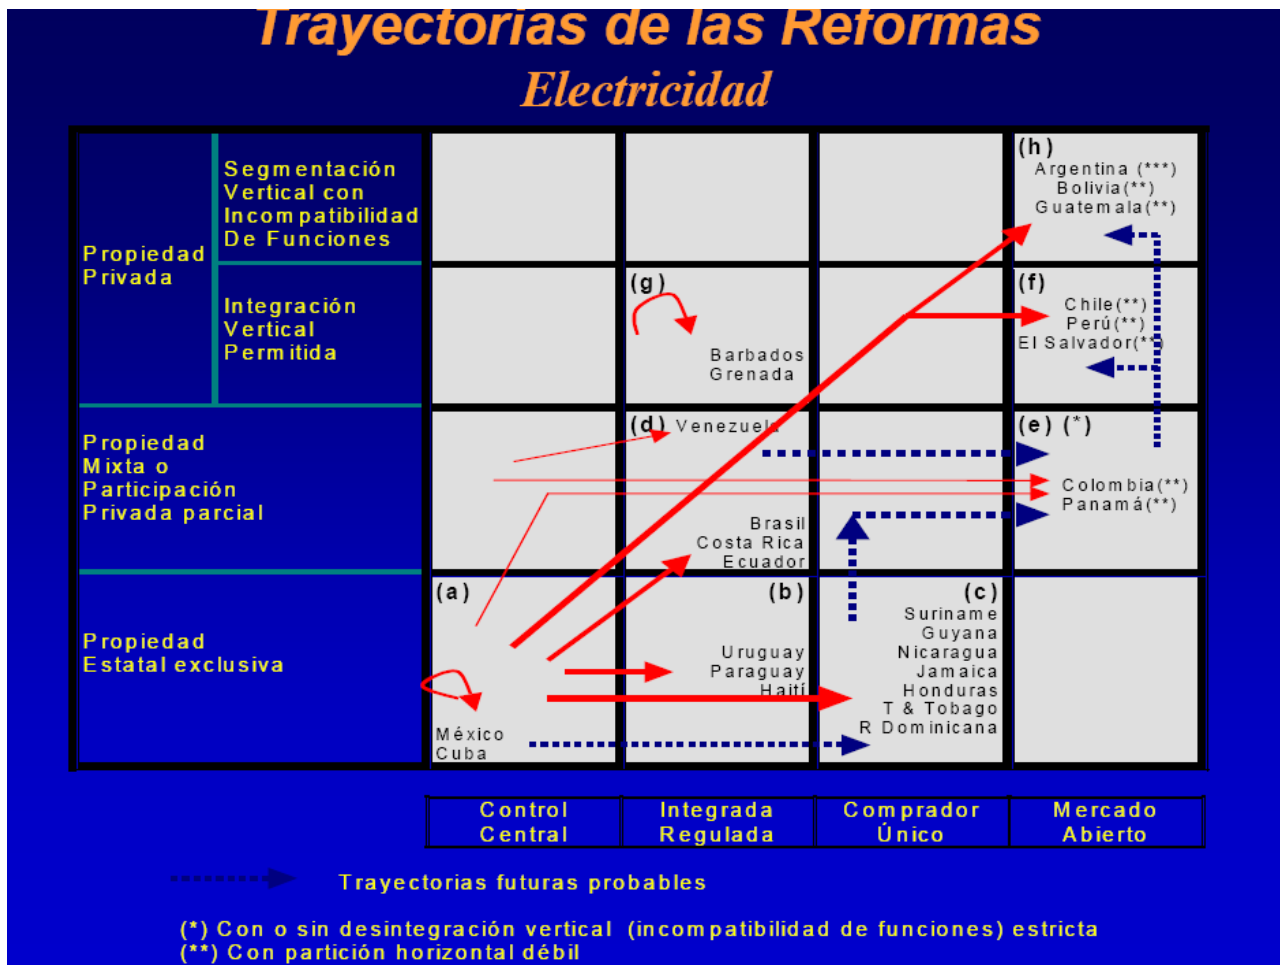 Trayectorias de las Reformas
Electricidad
Propiedad
Privada
Segmentación
Vertical con
Incompatibilidad
De Funciones
(h)
Argentina (***)
Bolivia(**)
Guatemala(**)
Integración
Vertical
Permitida
(g)
Barbados
Grenada
(f)
Chile(**)
Perú(**)
El Salvador(**)
Propiedad
Mixta o
Participación
Privada parcial
(d) Venezuela
Brasil
Costa Rica
Ecuador
(e) (*)
Colombia(**)
Panamá(**)
Propiedad
Estatal exclusiva
(a)
México
Cuba
(b)
Uruguay
Paraguay
Haití
(c)
Suriname
Guyana
Nicaragua
Jamaica
Honduras
T & Tobago
R Dominicana
Control
Central
Integrada
Regulada
Comprador
Único
Mercado
Abierto
Trayectorias futuras probables
(*) Con o sin desintegración vertical (incompatibilidad de funciones) estricta
(**) Con partición horizontal débil